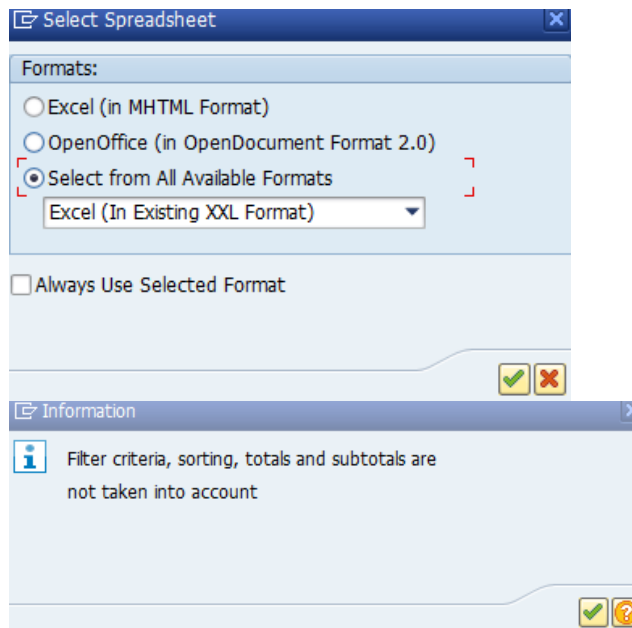 Select Spreadsheet
Formats:
Excel (in MHTML Format)
OpenOffice (in OpenDocument Format 2.0)
Select from All Available Formats
Excel (In Existing XXL Format)
Always Use Selected Format
Information
Filter criteria, sorting, totals and subtotals are
not taken into account